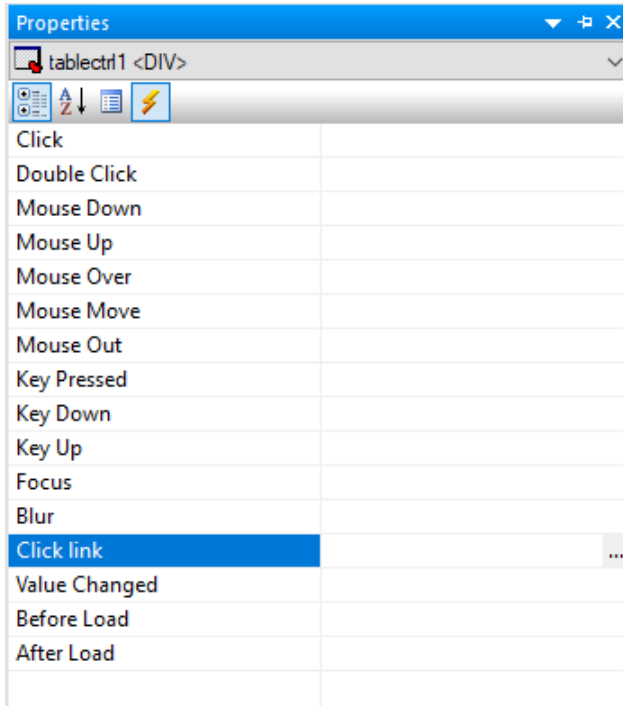 Properties
tablectrl1 <DIV>
A
Z
Click
Double Click
Mouse Down
Mouse Up
Mouse Over
Mouse Move
Mouse Out
Key Pressed
Key Down
Key Up
Focus
Blur
Click link ...
Value Changed
Before Load
After Load